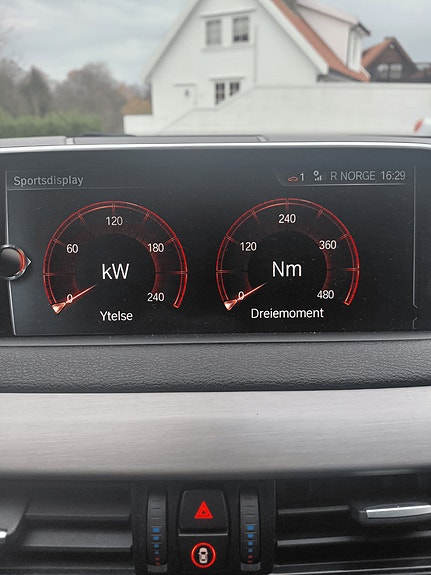 Sportsdisplay
1 R NORGE 16:29
120
60 180
kW
0 240
Ytelse
240
120 360
Nm
0 480
Dreiemoment